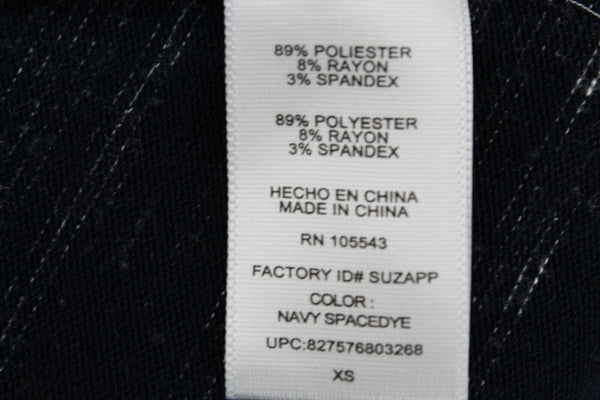 89% POLIESTER
8% RAYON
3% SPANDEX
89% POLYESTER
8% RAYON
3% SPANDEX
HECHO EN CHINA
MADE IN CHINA
RN 105543
FACTORY ID# SUZAPP
COLOR :
NAVY SPACEDYE
UPC:827576803268
XS